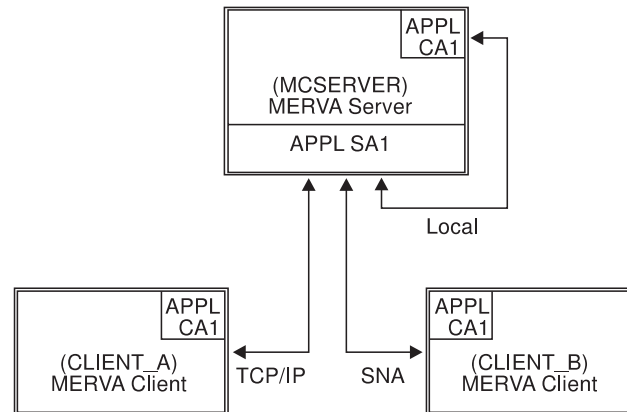 APPL
CA1
(MCSERVER)
MERVA Server
APPL SA1
Local
APPL
CA1
(CLIENT_A)
MERVA Client
TCP/IP
SNA
APPL
CA1
(CLIENT_B)
MERVA Client